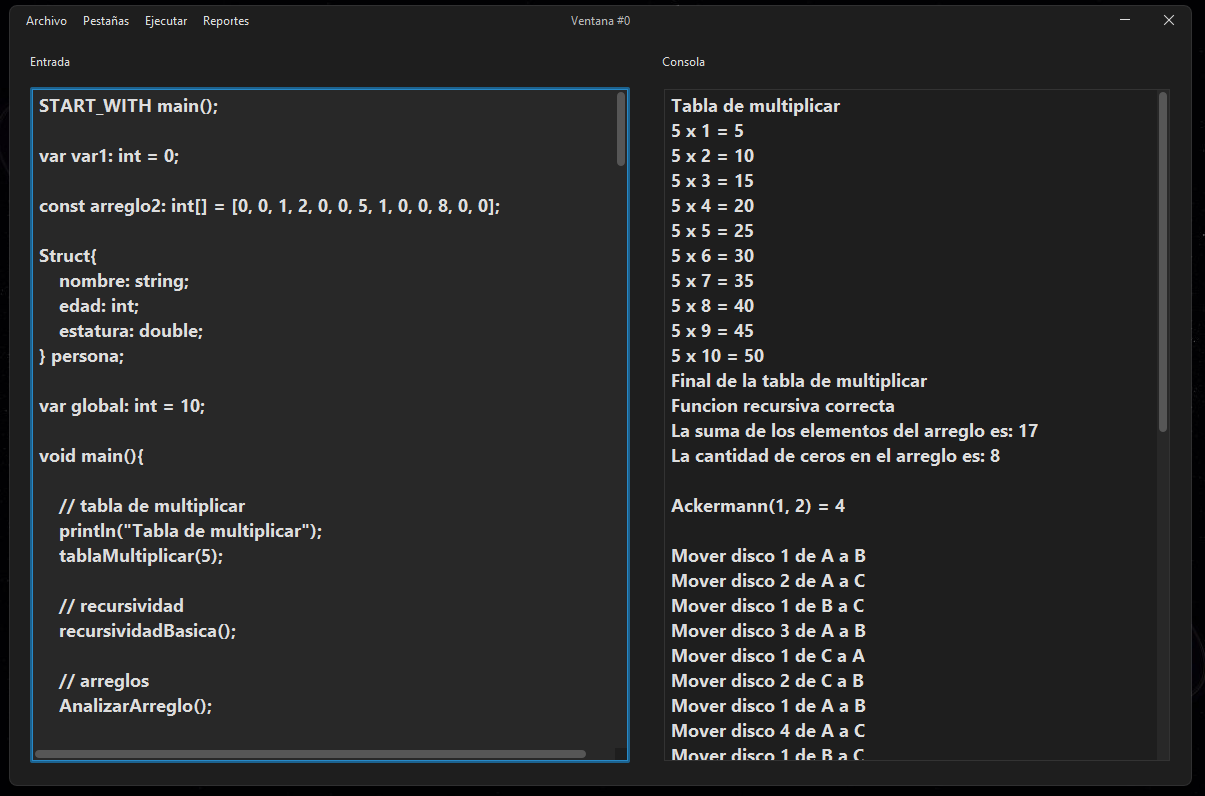 Archivo Pestañas Ejecutar Reportes Ventana #0
Entrada
START_WITH main();
var var1: int = 0;
const arreglo2: int[] = [0, 0, 1, 2, 0, 0, 5, 1, 0, 0, 8, 0, 0];
Struct{
nombre: string;
edad: int;
estatura: double;
} persona;
var global: int = 10;
void main(){
// tabla de multiplicar
println("Tabla de multiplicar");
tablaMultiplicar(5);
// recursividad
recursividadBasica();
// arreglos
AnalizarArreglo();
Consola
Tabla de multiplicar
5 x 1 = 5
5 x 2 = 10
5 x 3 = 15
5 x 4 = 20
5 x 5 = 25
5 x 6 = 30
5 x 7 = 35
5 x 8 = 40
5 x 9 = 45
5 x 10 = 50
Final de la tabla de multiplicar
Funcion recursiva correcta
La suma de los elementos del arreglo es: 17
La cantidad de ceros en el arreglo es: 8
Ackermann(1, 2) = 4
Mover disco 1 de A a B
Mover disco 2 de A a C
Mover disco 1 de B a C
Mover disco 3 de A a B
Mover disco 1 de C a A
Mover disco 2 de C a B
Mover disco 1 de A a B
Mover disco 4 de A a C
Mover disco 1 de B a C